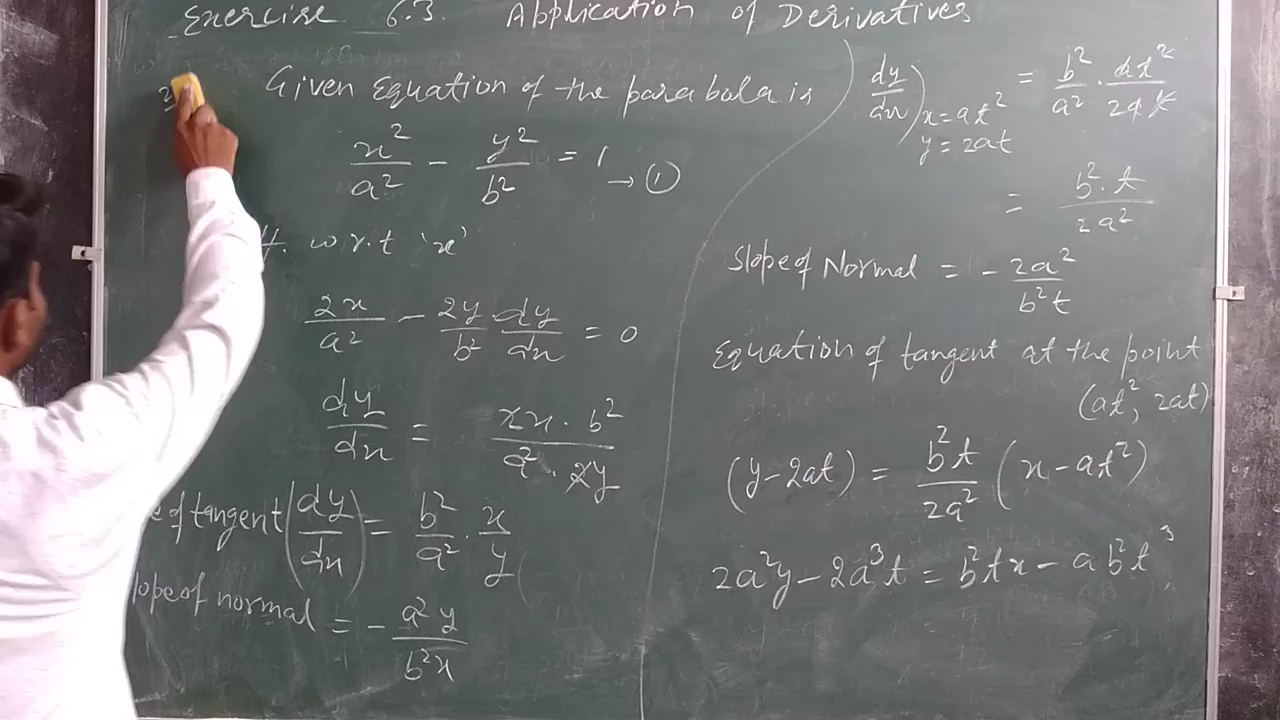 Exercise 6.3. Application of Derivatives
Given Equation of the parabola is
x²/a² - y²/b² = 1 → ①
ff. w.r.t 'x'
2x/a² - 2y/b² dy/dx = 0
dy/dx = 2x · b² / a² · 2y
e of tangent (dy/dx) = b²/a² · x/y
lope of normal = - a²y/b²x
dy/dx)x=at² y=2at = b²/a² · at²/2at
= b²·t/2a²
Slope of Normal = - 2a²/b²t
Equation of tangent at the point
(at², 2at)
(y-2at) = b²t/2a² (x-at²)
2a²y - 2a³t = b²tx - ab²t³